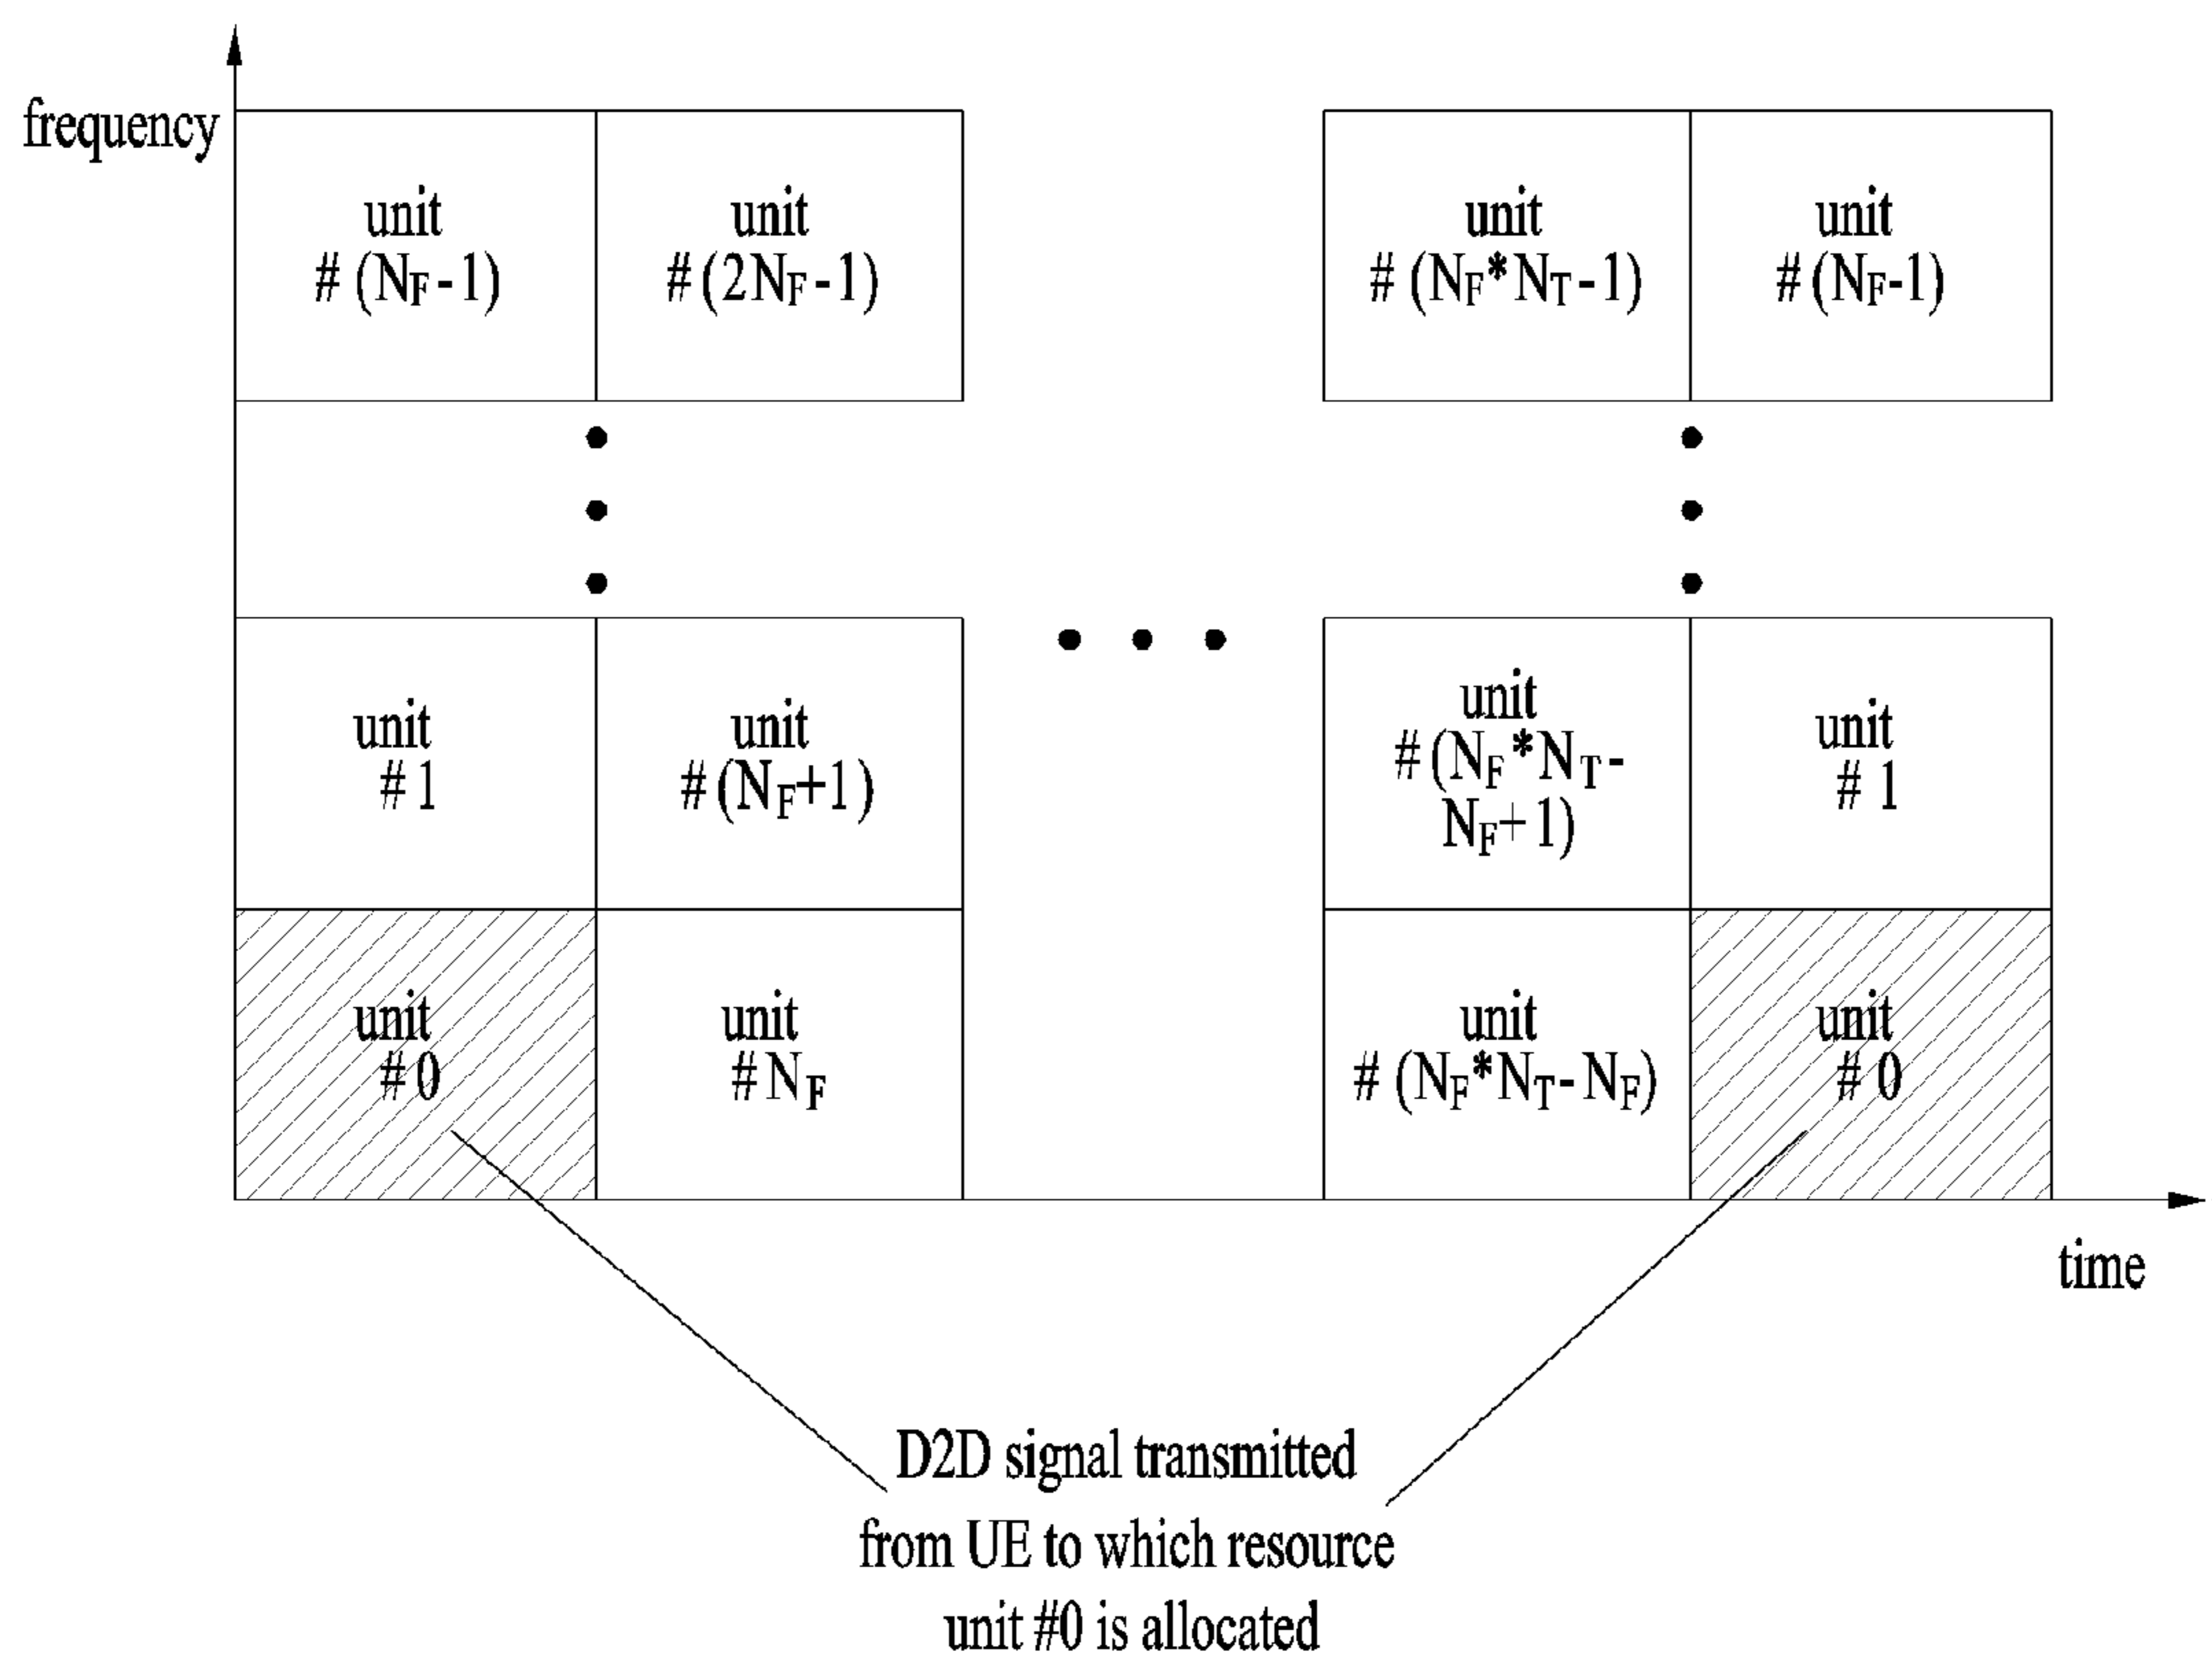 frequency
unit
# (NF-1)
unit
# (2NF-1)
unit
# (NF*NT-1)
unit
# (NF-1)
unit
# 1
unit
# (NF+1)
unit
# (NF*NT-
NF+1)
unit
# 1
unit
# 0
unit
# NF
unit
# (NF*NT-NF)
unit
# 0
time
D2D signal transmitted
from UE to which resource
unit #0 is allocated